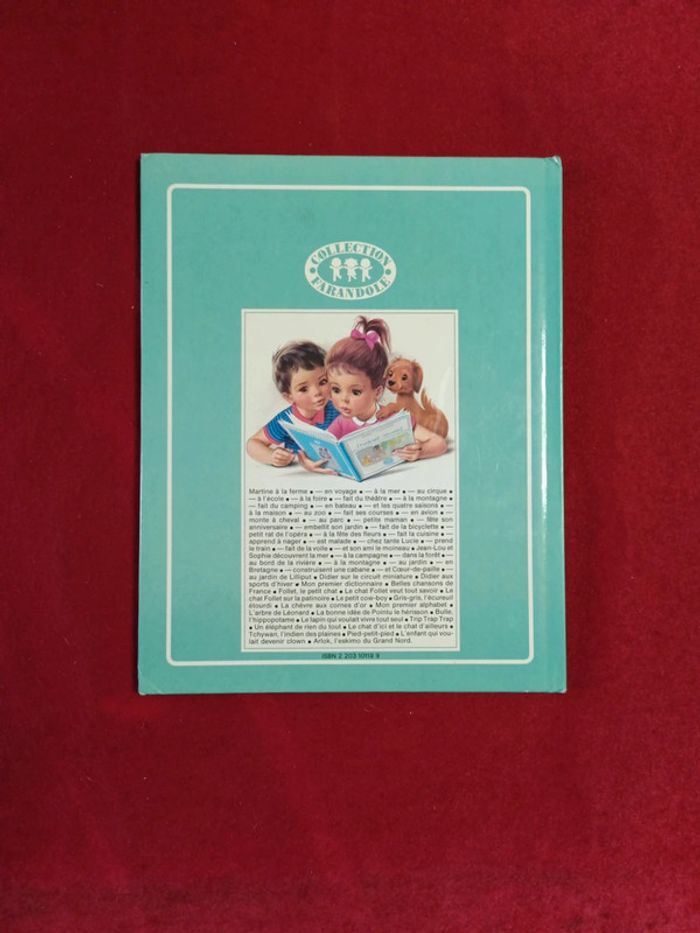 COLLECTION
FARANDOLE
Martine à la ferme • — en voyage • — à la mer • — au cirque •
— à l'école • — à la foire • — fait du théâtre • — à la montagne •
— fait du camping • — en bateau • — et les quatre saisons • —
à la maison • — au zoo • — fait ses courses • — en avion •
monte à cheval • — au parc • — petite maman • — fête son
anniversaire • — embellit son jardin • — fait de la bicyclette • —
petit rat de l'opéra • — à la fête des fleurs • — fait la cuisine •
apprend à nager • — est malade • — chez tante Lucie • — prend
le train • — fait de la voile • — et son ami le moineau • Jean-Lou et
Sophie découvrent la mer • — à la campagne • — dans la forêt • —
au bord de la rivière • — à la montagne • — au jardin • — en
Bretagne • — construisent une cabane • — et Cœur-de-paille • —
au jardin de Lilliput • Didier sur le circuit miniature • Didier aux
sports d'hiver • Mon premier dictionnaire • Belles chansons de
France • Follet, le petit chat • Le chat Follet veut tout savoir • Le
chat Follet sur la patinoire • Le petit cow-boy • Gris-gris, l'écureuil
étourdi • La chèvre aux cornes d'or • Mon premier alphabet •
L'arbre de Léonard • La bonne idée de Pointu le hérisson • Bulle,
l'hippopotame • Le lapin qui voulait vivre tout seul • Trip Trap Trap
• Un éléphant de rien du tout • Le chat d'ici et le chat d'ailleurs •
Tchywan, l'indien des plaines • Pied-petit-pied • L'enfant qui vou-
lait devenir clown • Arlok, l'eskimo du Grand Nord.
ISBN 2 203 10119 9